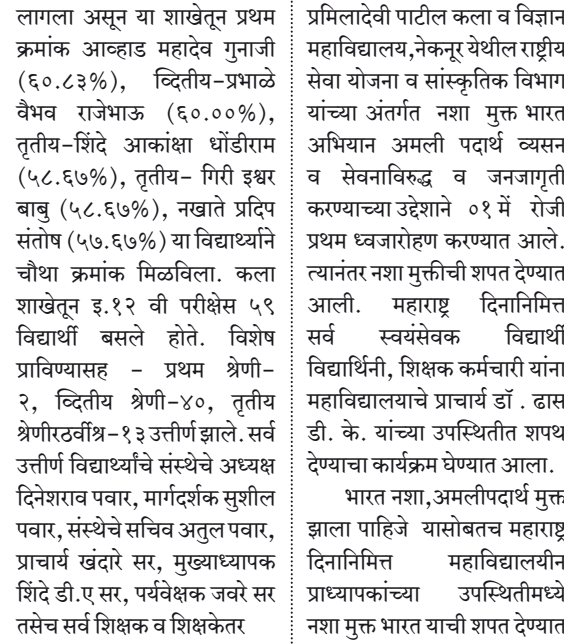 लागला असून या शाखेतून प्रथम
क्रमांक आव्हाड महादेव गुनाजी
(६०.८३%), व्दितीय-प्रभाळे
वैभव राजेभाऊ (६०.००%),
तृतीय-शिंदे आकांक्षा धोंडीराम
(५८.६७%), तृतीय- गिरी इश्वर
बाबु (५८.६७%), नखाते प्रदिप
संतोष (५७.६७%) या विद्यार्थ्याने
चौथा क्रमांक मिळविला. कला
शाखेतून इ.१२ वी परीक्षेस ५९
विद्यार्थी बसले होते. विशेष
प्राविण्यासह - प्रथम श्रेणी-
२, व्दितीय श्रेणी-४०, तृतीय
श्रेणीरठर्वीश्र-१३ उत्तीर्ण झाले. सर्व
उत्तीर्ण विद्यार्थ्यांचे संस्थेचे अध्यक्ष
दिनेशराव पवार, मार्गदर्शक सुशील
पवार, संस्थेचे सचिव अतुल पवार,
प्राचार्य खंदारे सर, मुख्याध्यापक
शिंदे डी.ए सर, पर्यवेक्षक जवरे सर
तसेच सर्व शिक्षक व शिक्षकेतर
प्रमिलादेवी पाटील कला व विज्ञान
महाविद्यालय,नेकनूर येथील राष्ट्रीय
सेवा योजना व सांस्कृतिक विभाग
यांच्या अंतर्गत नशा मुक्त भारत
अभियान अमली पदार्थ व्यसन
व सेवनाविरुद्ध व जनजागृती
करण्याच्या उद्देशाने ०१ में रोजी
प्रथम ध्वजारोहण करण्यात आले.
त्यानंतर नशा मुक्तीची शपत देण्यात
आली. महाराष्ट्र दिनानिमित्त
सर्व स्वयंसेवक विद्यार्थी
विद्यार्थिनी, शिक्षक कर्मचारी यांना
महाविद्यालयाचे प्राचार्य डॉ . ढास
डी. के. यांच्या उपस्थितीत शपथ
देण्याचा कार्यक्रम घेण्यात आला.
भारत नशा,अमलीपदार्थ मुक्त
झाला पाहिजे यासोबतच महाराष्ट्र
दिनानिमित्त महाविद्यालयीन
प्राध्यापकांच्या उपस्थितीमध्ये
नशा मुक्त भारत याची शपत देण्यात